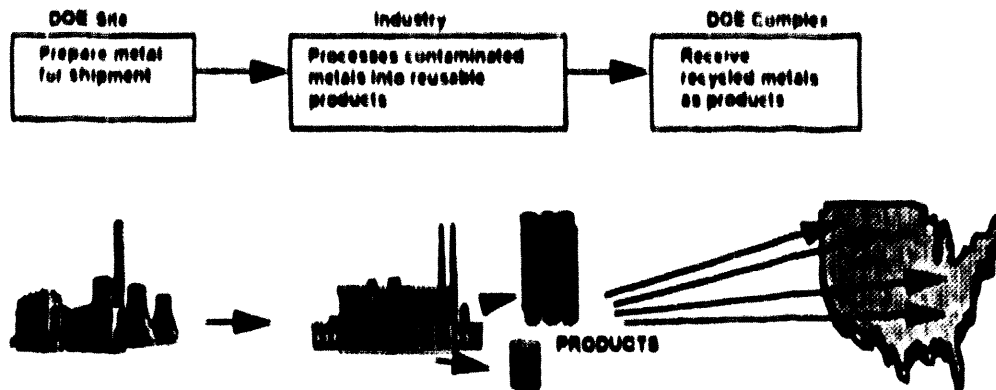 DOE Site
Industry
DOE Complex
Prepare metal
for shipment
Processes contaminated
metals into reusable
products
Receive
recycled metals
as products
PRODUCTS